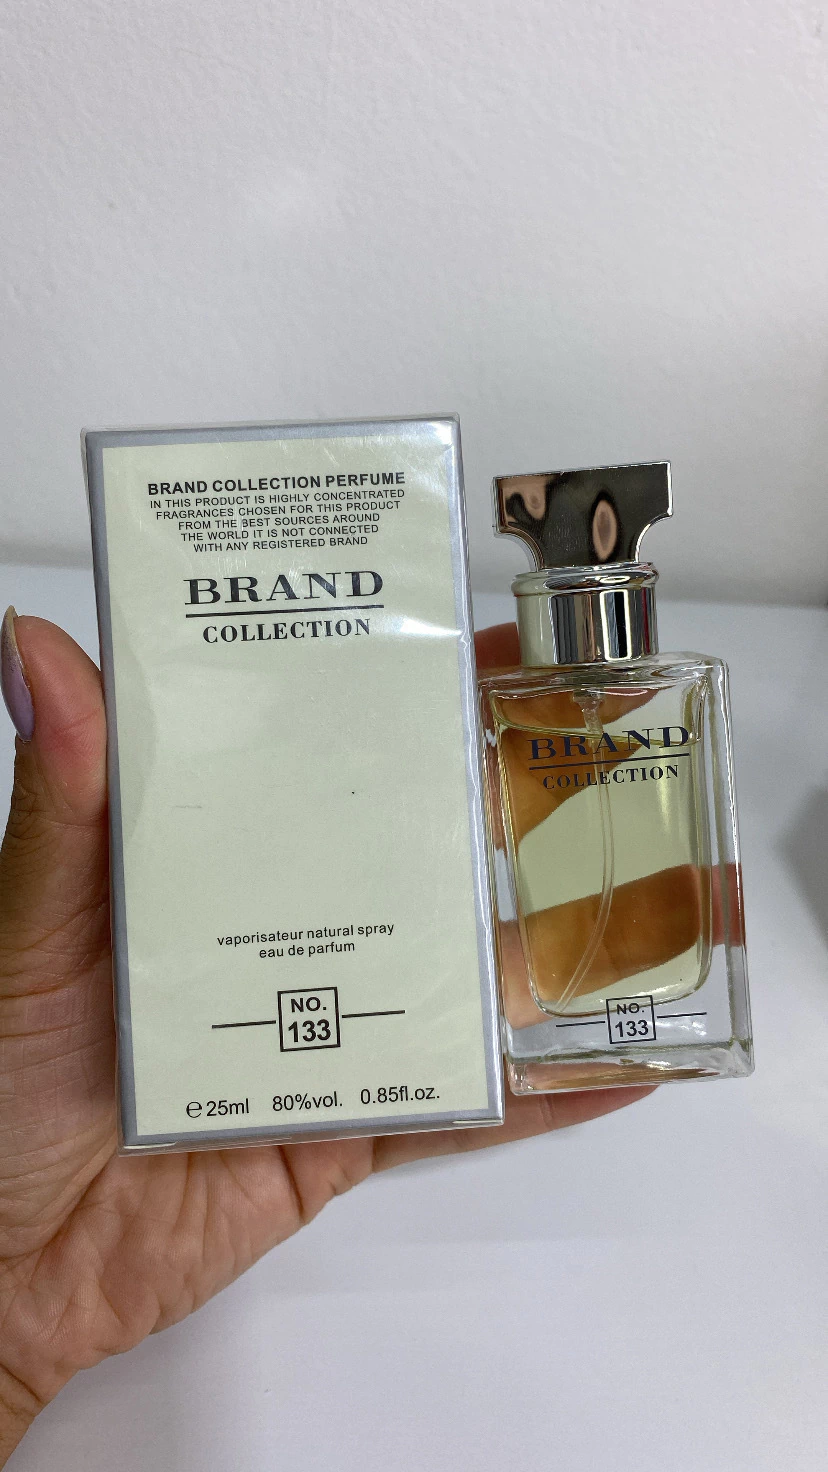 BRAND COLLECTION PERFUME
IN THIS PRODUCT IS HIGHLY CONCENTRATED
FRAGRANCES CHOSEN FOR THIS PRODUCT
FROM THE BEST SOURCES AROUND
THE WORLD IT IS NOT CONNECTED
WITH ANY REGISTERED BRAND
BRAND
COLLECTION
vaporisateur natural spray
eau de parfum
NO.
133
℮ 25ml 80%vol. 0.85fl.oz.
BRAND
COLLECTION
NO.
133